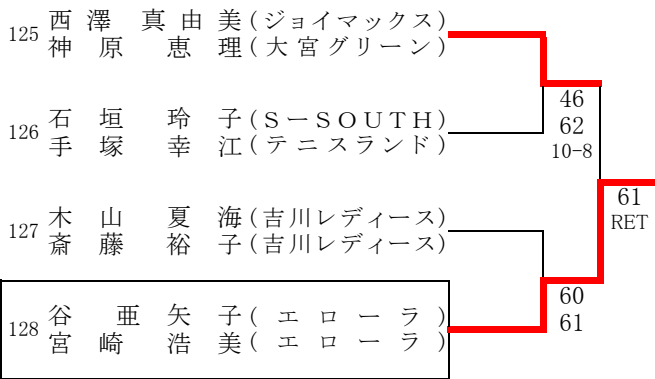 125 西澤 真由美(ジョイマックス)
神原 恵理(大宮グリーン)
46
62
10-8
126 石垣 玲子(S－SOUTH)
手塚 幸江(テニスランド)
61
RET
127 木山 夏海(吉川レディース)
斎藤 裕子(吉川レディース)
60
61
128 谷 亜矢子(エローラ)
宮崎 浩美(エローラ)